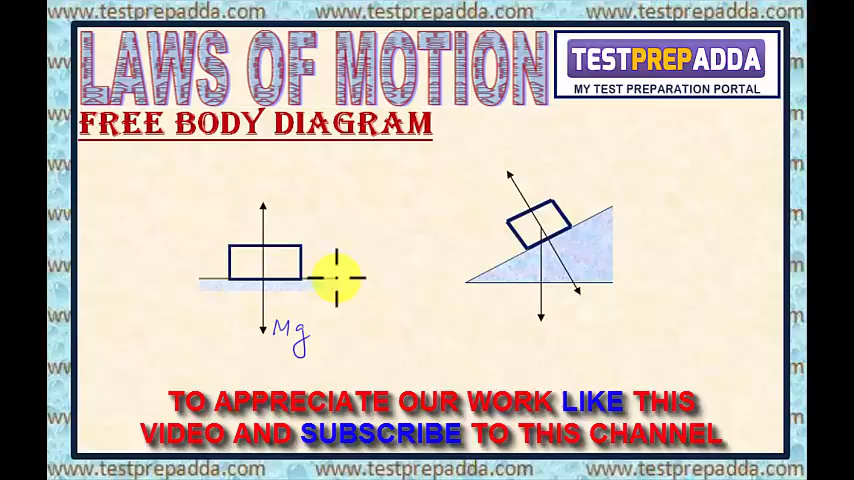 www.testprepadda.com www.testprepadda.com www.testprepadda.com
LAWS OF MOTION
TESTPREPADDA
MY TEST PREPARATION PORTAL
FREE BODY DIAGRAM
Mg
TO APPRECIATE OUR WORK LIKE THIS
VIDEO AND SUBSCRIBE TO THIS CHANNEL
www.testprepadda.com www.testprepadda.com www.testprepadda.com